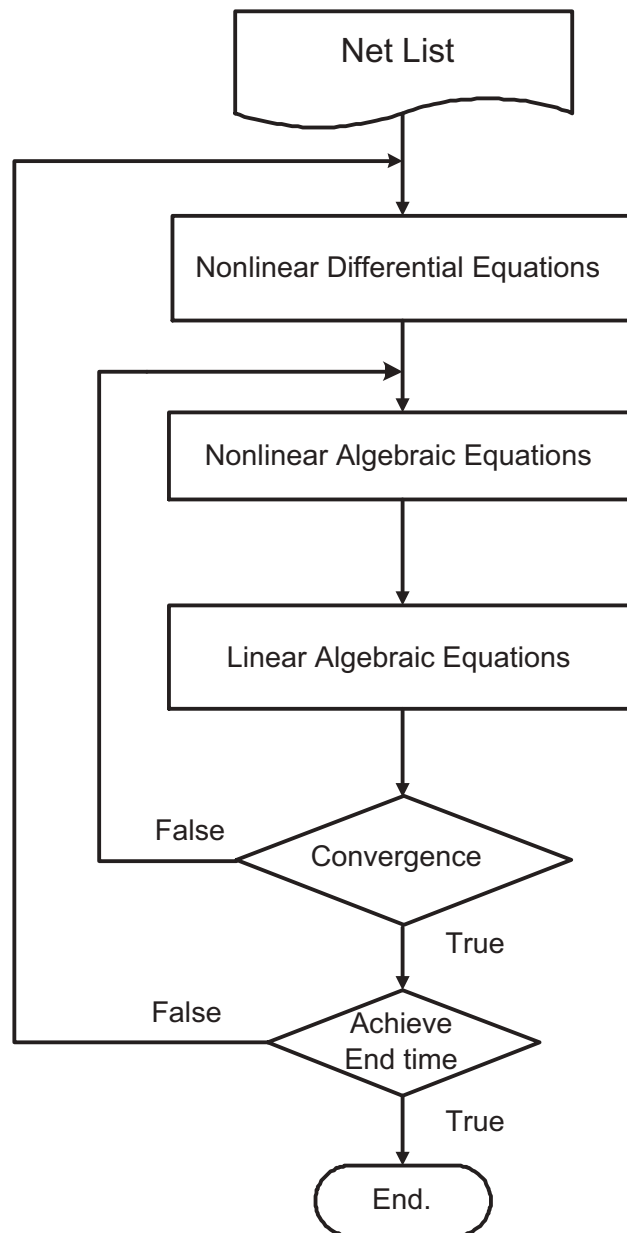 Net List
Nonlinear Differential Equations
Nonlinear Algebraic Equations
Linear Algebraic Equations
False
Convergence
True
False
Achieve
End time
True
End.